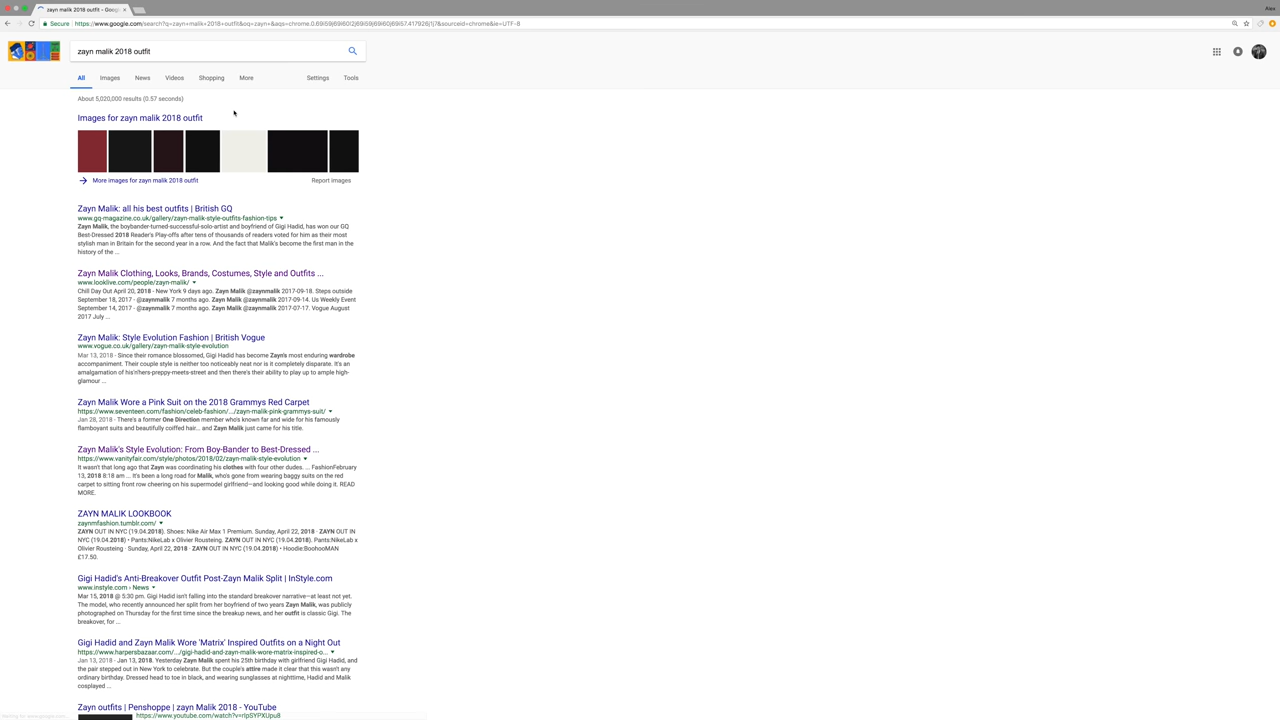 zayn malik 2018 outfit - Go
Alex
Secure https://www.google.com/search?
zayn malik 2018 outfit
All Images News Videos Shopping More Settings Tools
About 5,020,000 results (0.57 seconds)
Images for zayn malik 2018 outfit
More images for zayn malik 2018 outfit Report images
Zayn Malik: all his best outfits | British GQ
www.gq-magazine.co.uk/gallery/zayn-malik-style-outfits-fashion-tips
Zayn Malik, the boybander-turned-successful-solo-artist and boyfriend of Gigi Hadid, has won our GQ
Best-Dressed 2018 Reader's Play-offs after tens of thousands of readers voted for him as their most
stylish man in Britain for the second year in a row. And the fact that Malik's become the first man in the
history of the ...
Zayn Malik Clothing, Looks, Brands, Costumes, Style and Outfits ...
www.looklive.com/people/zayn-malik/
Chill Day Out April 20, 2018 · New York 9 days ago. Zayn Malik @zaynmalik 2017-09-18. Steps outside
September 18, 2017 · @zaynmalik 7 months ago. Zayn Malik @zaynmalik 2017-09-14. Us Weekly Event
September 14, 2017 · @zaynmalik 7 months ago. Zayn Malik @zaynmalik 2017-07-17. Vogue August
2017 July ...
Zayn Malik: Style Evolution Fashion | British Vogue
www.vogue.co.uk/gallery/zayn-malik-style-evolution
Mar 13, 2018 - Since their romance blossomed, Gigi Hadid has become Zayn's most enduring wardrobe
accompaniment. Their couple style is neither too noticeably neat nor is it completely disparate. It's an
amalgamation of his'n'hers-preppy-meets-street and then there's their ability to play up to ample high-
glamour ...
Zayn Malik Wore a Pink Suit on the 2018 Grammys Red Carpet
https://www.seventeen.com/fashion/celeb-fashion/.../zayn-malik-pink-grammys-suit/
Jan 28, 2018 - There's a former One Direction member who's known far and wide for his famously
flamboyant suits and beautifully coiffed hair... and Zayn Malik just came for his title.
Zayn Malik's Style Evolution: From Boy-Bander to Best-Dressed ...
https://www.vanityfair.com/style/photos/2018/02/zayn-malik-style-evolution
It wasn't that long ago that Zayn was coordinating his clothes with four other dudes. ... FashionFebruary
13, 2018 8:18 am ... It's been a long road for Malik, who's gone from wearing baggy suits on the red
carpet to sitting front row cheering on his supermodel girlfriend—and looking good while doing it. READ
MORE.
ZAYN MALIK LOOKBOOK
zaynmfashion.tumblr.com/
ZAYN OUT IN NYC (19.04.2018). Shoes: Nike Air Max 1 Premium. Sunday, April 22, 2018 · ZAYN OUT IN
NYC (19.04.2018) • Pants:NikeLab x Olivier Rousteing. ZAYN OUT IN NYC (19.04.2018) • Pants:NikeLab x
Olivier Rousteing · Sunday, April 22, 2018 · ZAYN OUT IN NYC (19.04.2018) • Hoodie:BoohooMAN
£17.50.
Gigi Hadid's Anti-Breakover Outfit Post-Zayn Malik Split | InStyle.com
www.instyle.com › News
Mar 15, 2018 @ 5:30 pm. Gigi Hadid isn't falling into the standard breakover narrative—at least not yet.
The model, who recently announced her split from her boyfriend of two years Zayn Malik, was publicly
photographed on Thursday for the first time since the breakup news, and her outfit is classic Gigi. The
breakover, for ...
Gigi Hadid and Zayn Malik Wore 'Matrix' Inspired Outfits on a Night Out
https://www.harpersbazaar.com/.../gigi-hadid-and-zayn-malik-wore-matrix-inspired-o...
Jan 13, 2018 - Jan 13, 2018. Yesterday Zayn Malik spent his 25th birthday with girlfriend Gigi Hadid, and
the pair stepped out in New York to celebrate. But the couple's attire made it clear that this wasn't any
ordinary birthday. Dressed head to toe in black, and wearing sunglasses at nighttime, Hadid and Malik
cosplayed ...
Zayn outfits | Penshoppe | zayn Malik 2018 - YouTube